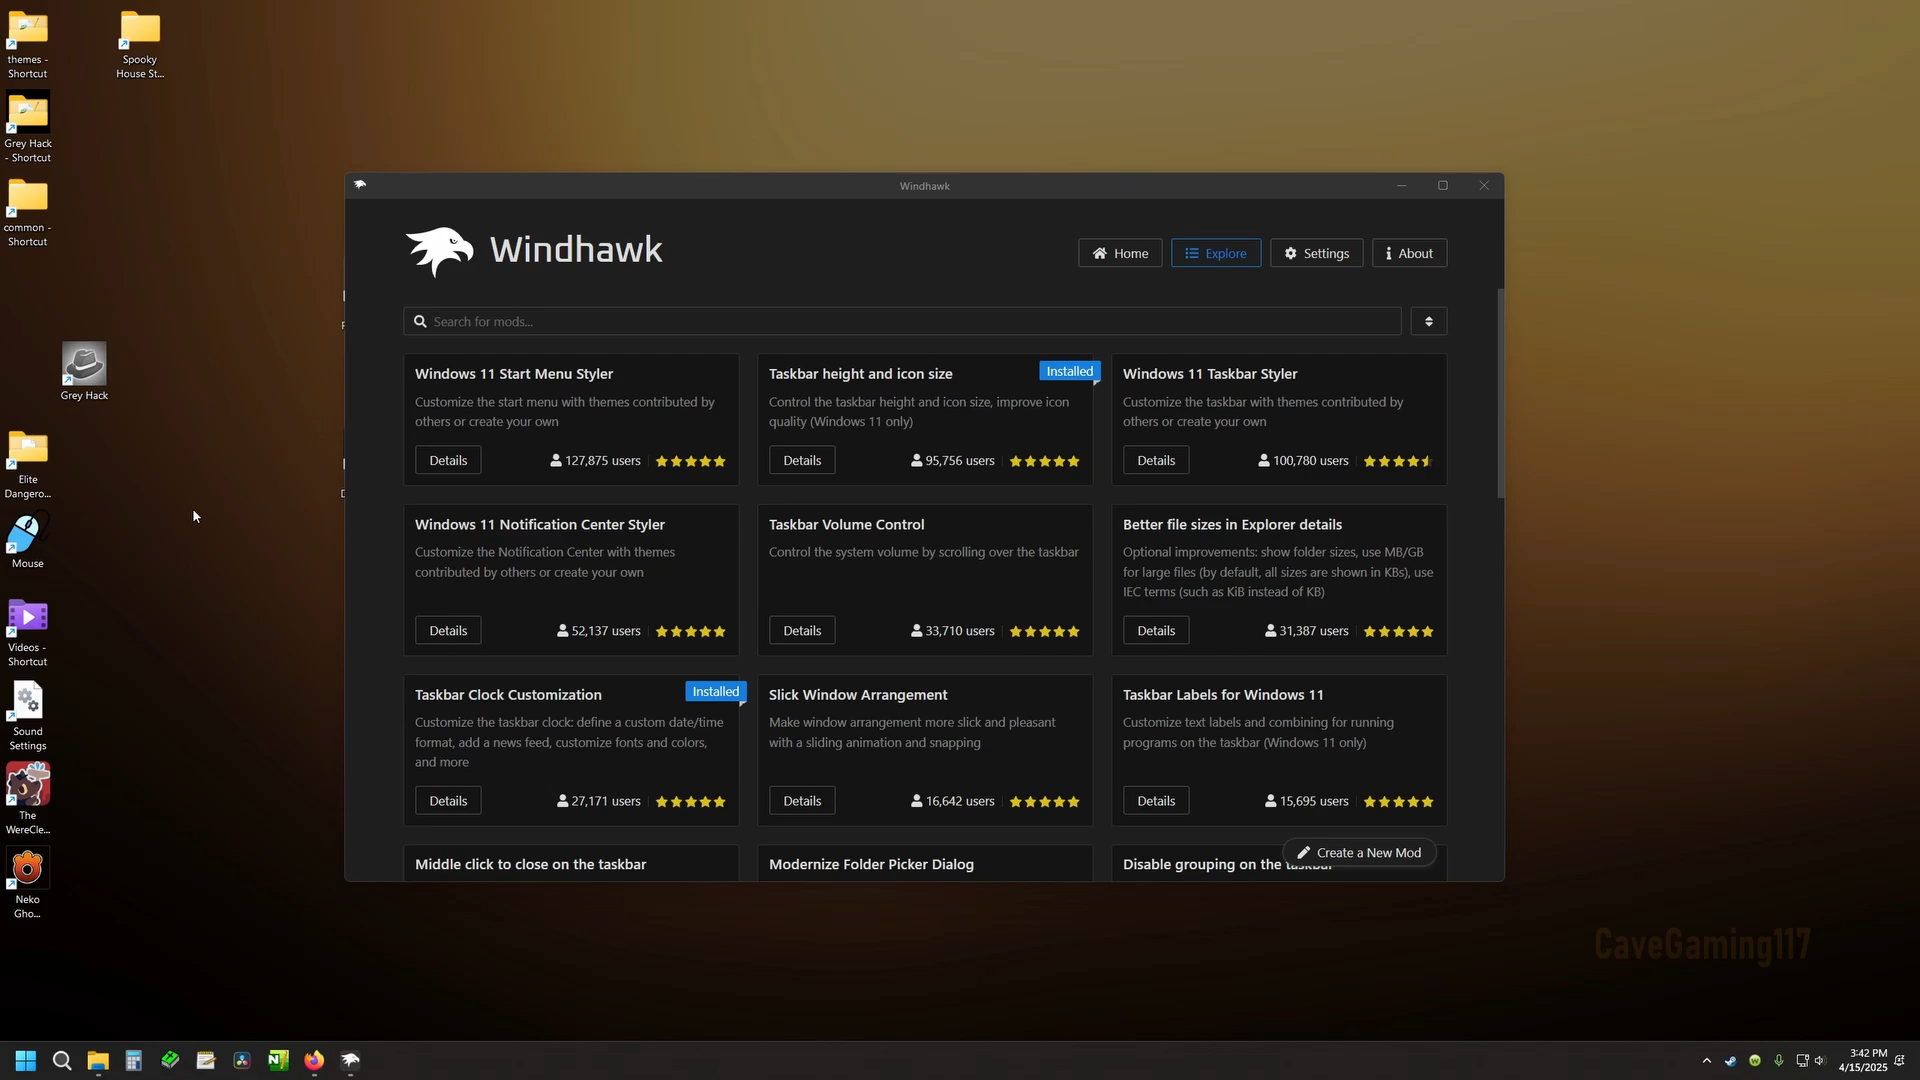 themes -
Shortcut
Spooky
House St...
Grey Hack
- Shortcut
common -
Shortcut
Grey Hack
Elite
Dangero...
Mouse
Videos -
Shortcut
Sound
Settings
The
WereCle...
Neko
Gho...
Windhawk
Windhawk
Home
Explore
Settings
About
Search for mods...
Windows 11 Start Menu Styler
Customize the start menu with themes contributed by
others or create your own
Details
127,875 users
Taskbar height and icon size
Installed
Control the taskbar height and icon size, improve icon
quality (Windows 11 only)
Details
95,756 users
Windows 11 Taskbar Styler
Customize the taskbar with themes contributed by
others or create your own
Details
100,780 users
Windows 11 Notification Center Styler
Customize the Notification Center with themes
contributed by others or create your own
Details
52,137 users
Taskbar Volume Control
Control the system volume by scrolling over the taskbar
Details
33,710 users
Better file sizes in Explorer details
Optional improvements: show folder sizes, use MB/GB
for large files (by default, all sizes are shown in KBs), use
IEC terms (such as KiB instead of KB)
Details
31,387 users
Taskbar Clock Customization
Installed
Customize the taskbar clock: define a custom date/time
format, add a news feed, customize fonts and colors,
and more
Details
27,171 users
Slick Window Arrangement
Make window arrangement more slick and pleasant
with a sliding animation and snapping
Details
16,642 users
Taskbar Labels for Windows 11
Customize text labels and combining for running
programs on the taskbar (Windows 11 only)
Details
15,695 users
Middle click to close on the taskbar
Modernize Folder Picker Dialog
Disable grouping on the taskbar
Create a New Mod
CaveGaming117
3:42 PM
4/15/2025